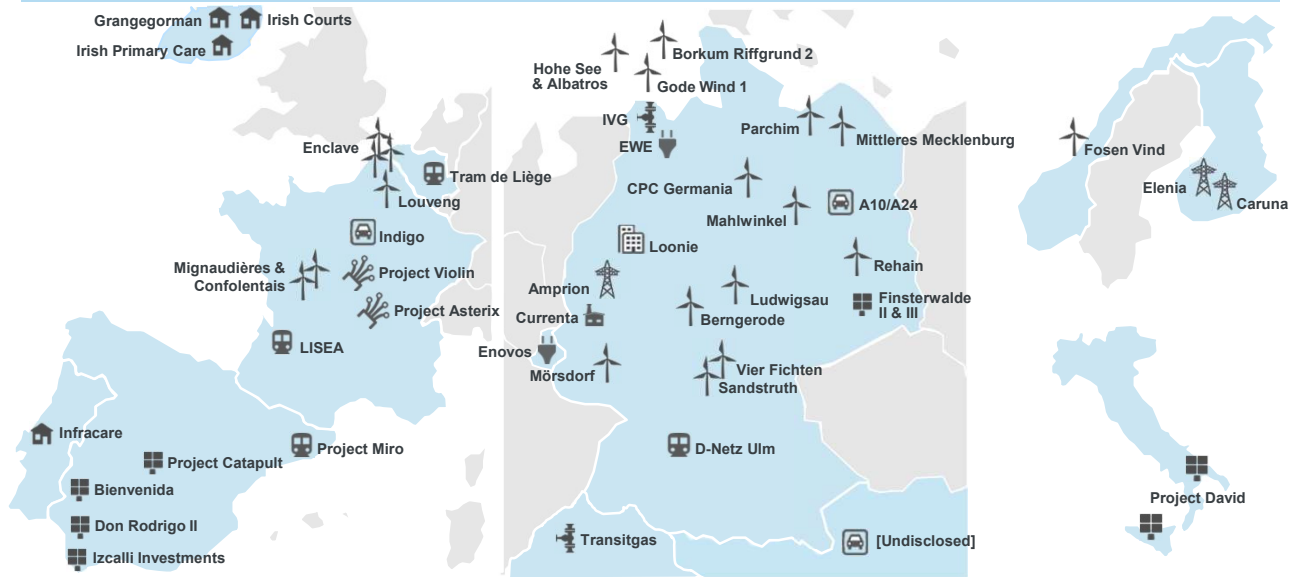 Grangegorman
Irish Courts
Irish Primary Care
Enclave
Tram de Liège
Louveng
Indigo
Mignaudières &
Confolentais
Project Violin
Project Asterix
LISEA
Infracare
Project Miro
Project Catapult
Bienvenida
Don Rodrigo II
Izcalli Investments
Borkum Riffgrund 2
Hohe See
& Albatros
Gode Wind 1
IVG
EWE
Parchim
Mittleres Mecklenburg
CPC Germania
Mahlwinkel
A10/A24
Loonie
Rehain
Amprion
Ludwigsau
Finsterwalde
II & III
Currenta
Berngerode
Enovos
Mörsdorf
Vier Fichten
Sandstruth
D-Netz Ulm
Transitgas
[Undisclosed]
Fosen Vind
Elenia
Caruna
Project David